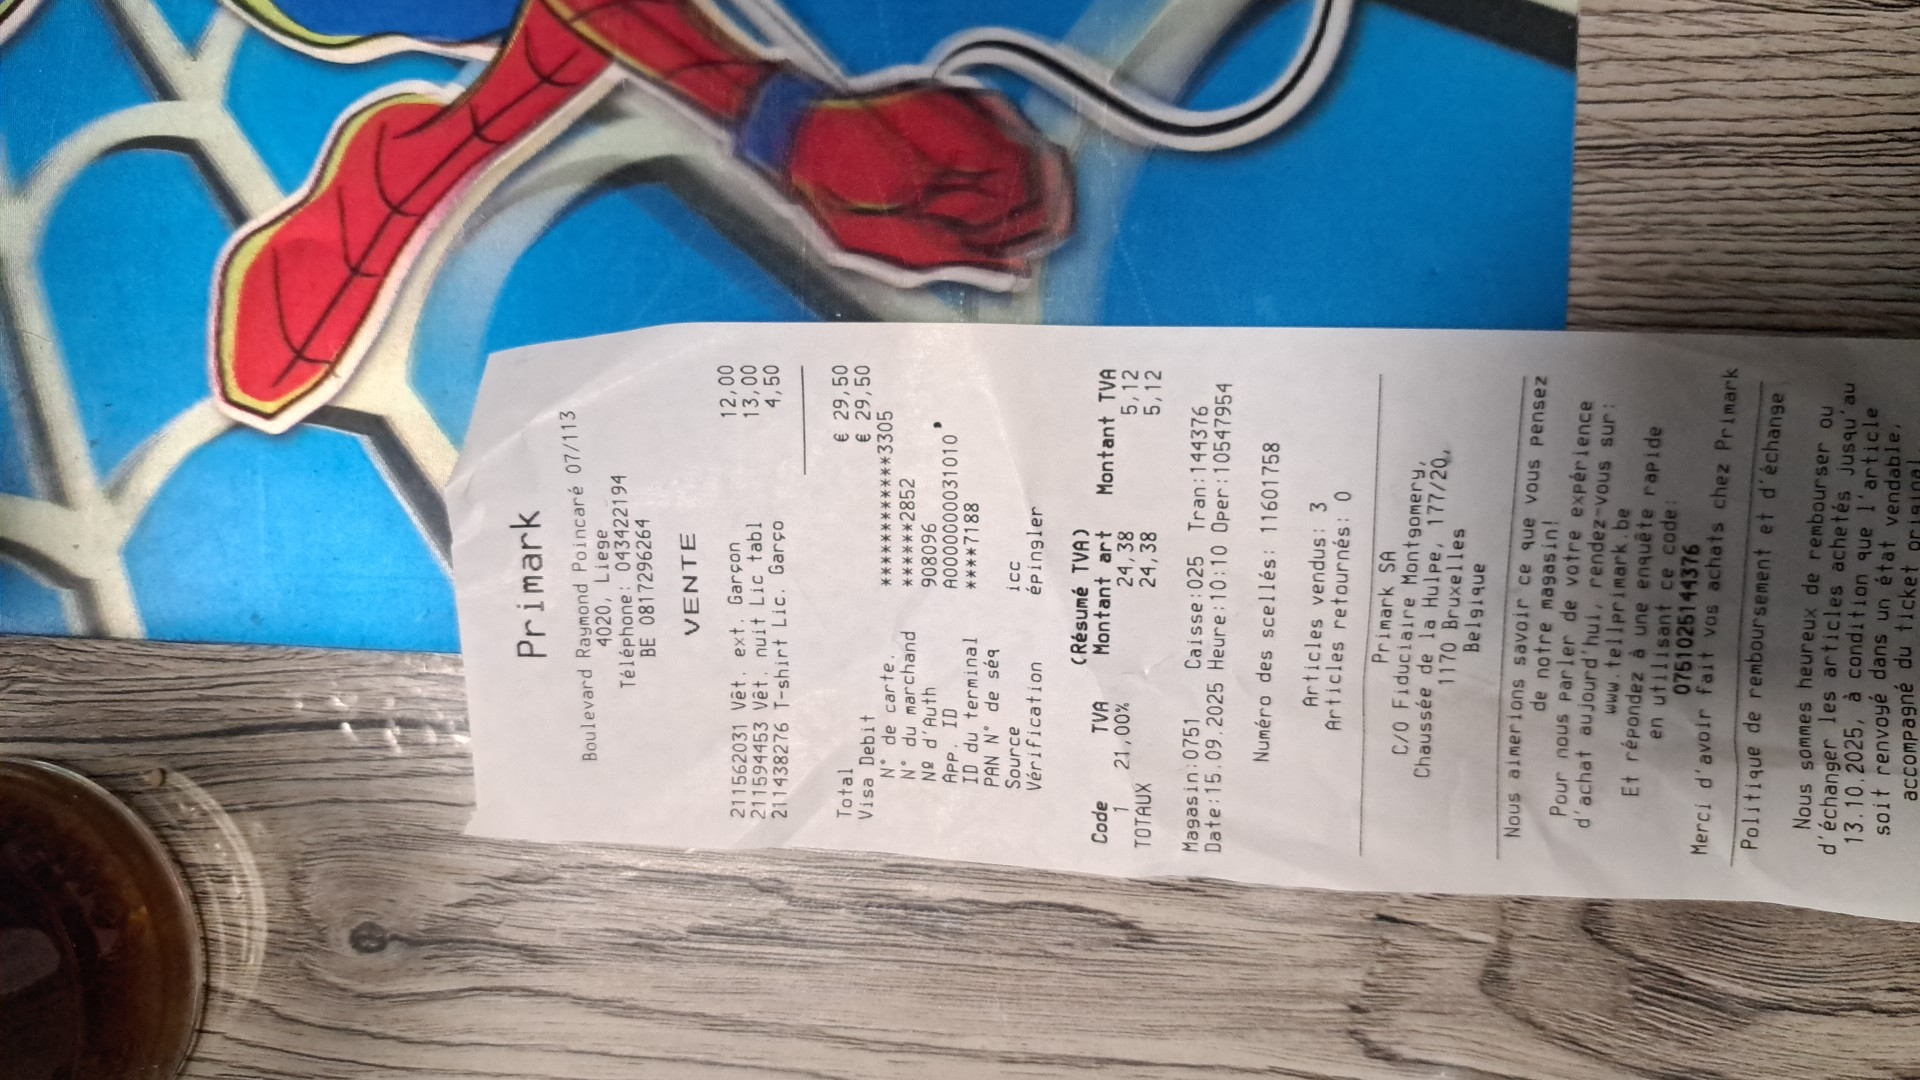 Primark
Boulevard Raymond Poincaré 07/113
4020, Liege
Téléphone: 043422194
BE 0817296264
VENTE
211562031 Vêt. ext. Garçon 12,00
211594453 Vêt. nuit Lic tabl 13,00
211438276 T-shirt Lic. Garço 4,50
Total € 29,50
Visa Debit € 29,50
N° de carte. ************3305
N° du marchand ******2852
Nº d'Auth 908096
App. ID A0000000031010
ID du terminal ****7188
PAN N° de séq
Source icc
Vérification épingler
(Résumé TVA)
Code TVA Montant art Montant TVA
1 21,00% 24,38 5,12
TOTAUX 24,38 5,12
Magasin:0751 Caisse:025 Tran:144376
Date:15.09.2025 Heure:10:10 Oper:10547954
Numéro des scellés: 11601758
Articles vendus: 3
Articles retournés: 0
Primark SA
C/O Fiduciaire Montgomery,
Chaussée de la Hulpe, 177/20,
1170 Bruxelles
Belgique
Nous aimerions savoir ce que vous pensez
de notre magasin!
Pour nous parler de votre expérience
d'achat aujourd'hui, rendez-vous sur:
www.tellprimark.be
Et répondez à une enquête rapide
en utilisant ce code:
0751025144376
Merci d'avoir fait vos achats chez Primark
Politique de remboursement et d'échange
Nous sommes heureux de rembourser ou
d'échanger les articles achetés jusqu'au
13.10.2025, à condition que l'article
soit renvoyé dans un état vendable,
accompagné du ticket original